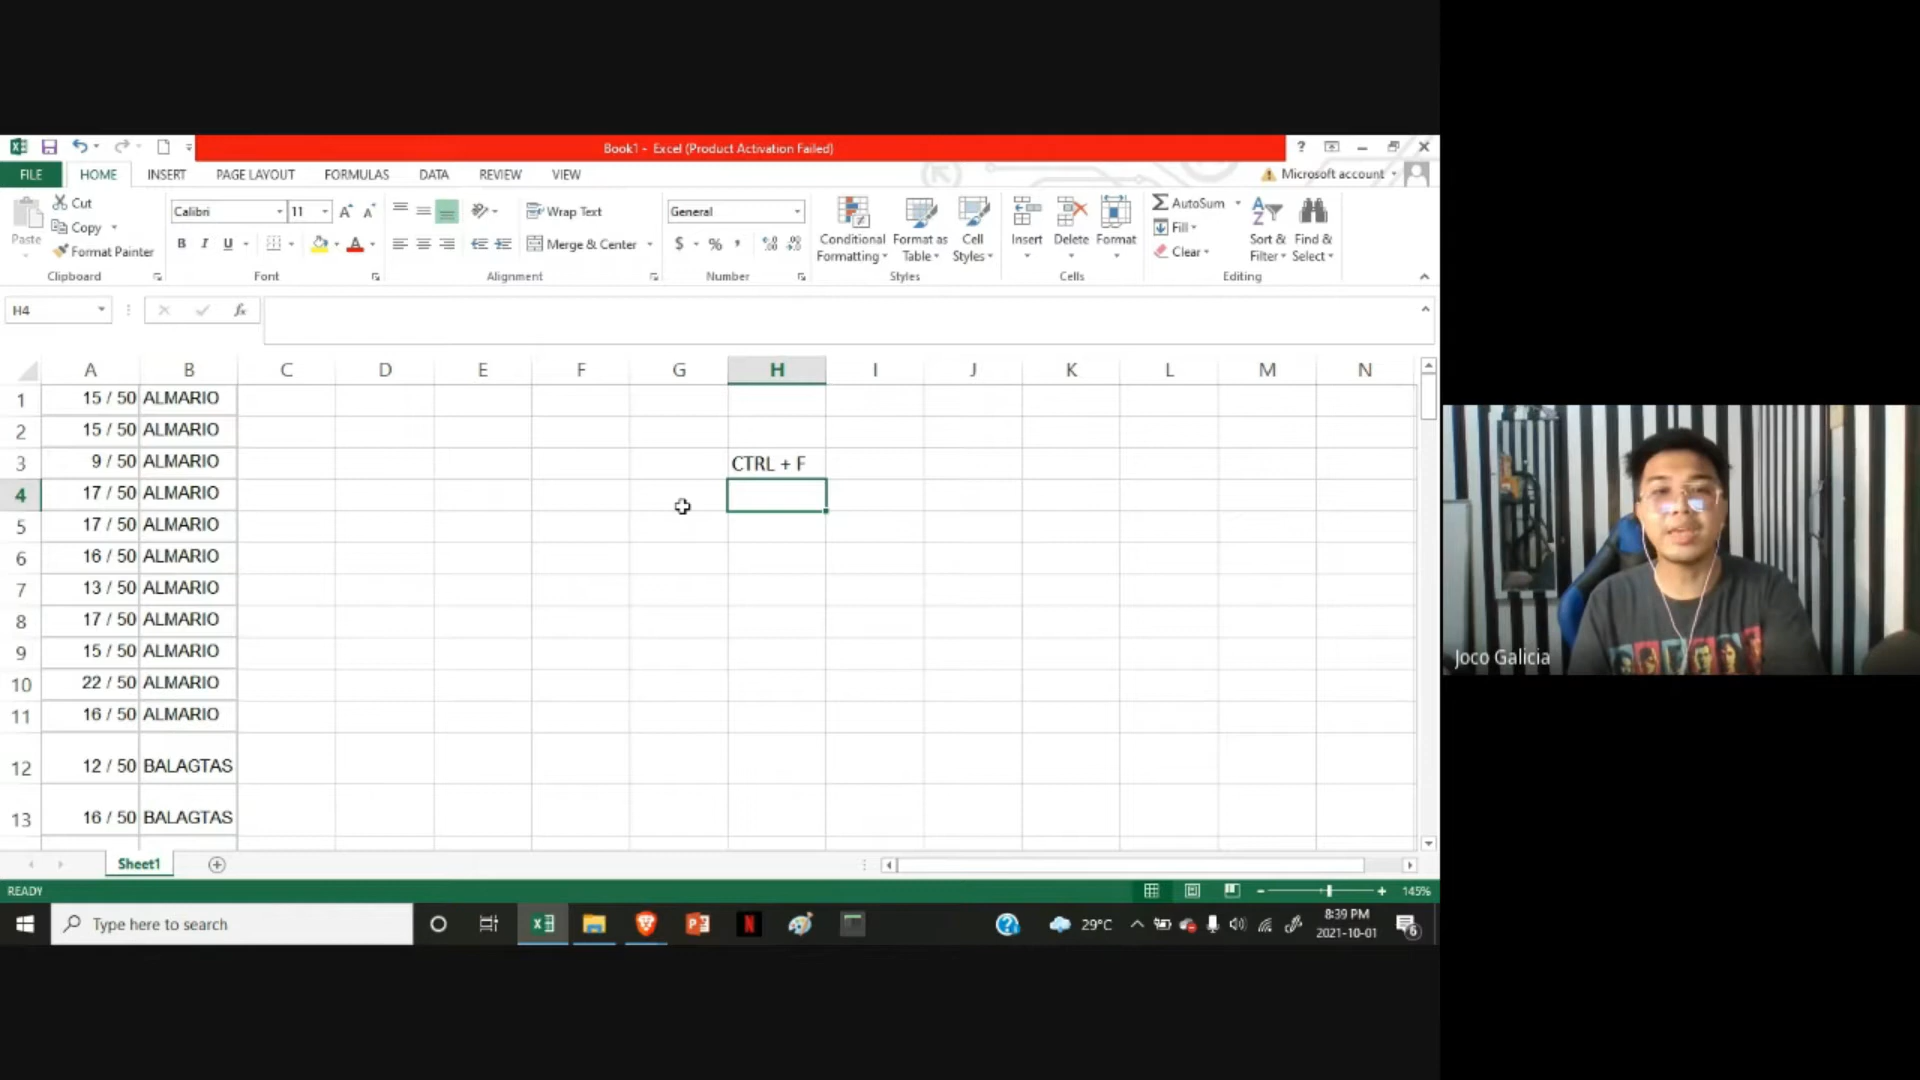 Book1 - Excel (Product Activation Failed)
FILE HOME INSERT PAGE LAYOUT FORMULAS DATA REVIEW VIEW Microsoft account
Paste Cut Copy Format Painter Clipboard
Calibri 11 B I U A Font
Wrap Text Merge & Center Alignment
General $ % , Number
Conditional Formatting Format as Table Cell Styles Styles
Insert Delete Format Cells
AutoSum Fill Clear Sort & Filter Find & Select Editing
H4 fx
A B C D E F G H I J K L M N
1 15 / 50 ALMARIO
2 15 / 50 ALMARIO
3 9 / 50 ALMARIO CTRL + F
4 17 / 50 ALMARIO
5 17 / 50 ALMARIO
6 16 / 50 ALMARIO
7 13 / 50 ALMARIO
8 17 / 50 ALMARIO
9 15 / 50 ALMARIO
10 22 / 50 ALMARIO
11 16 / 50 ALMARIO
12 12 / 50 BALAGTAS
13 16 / 50 BALAGTAS
Sheet1
READY 145%
Type here to search 29°C 8:39 PM
2021-10-01
Joco Galicia